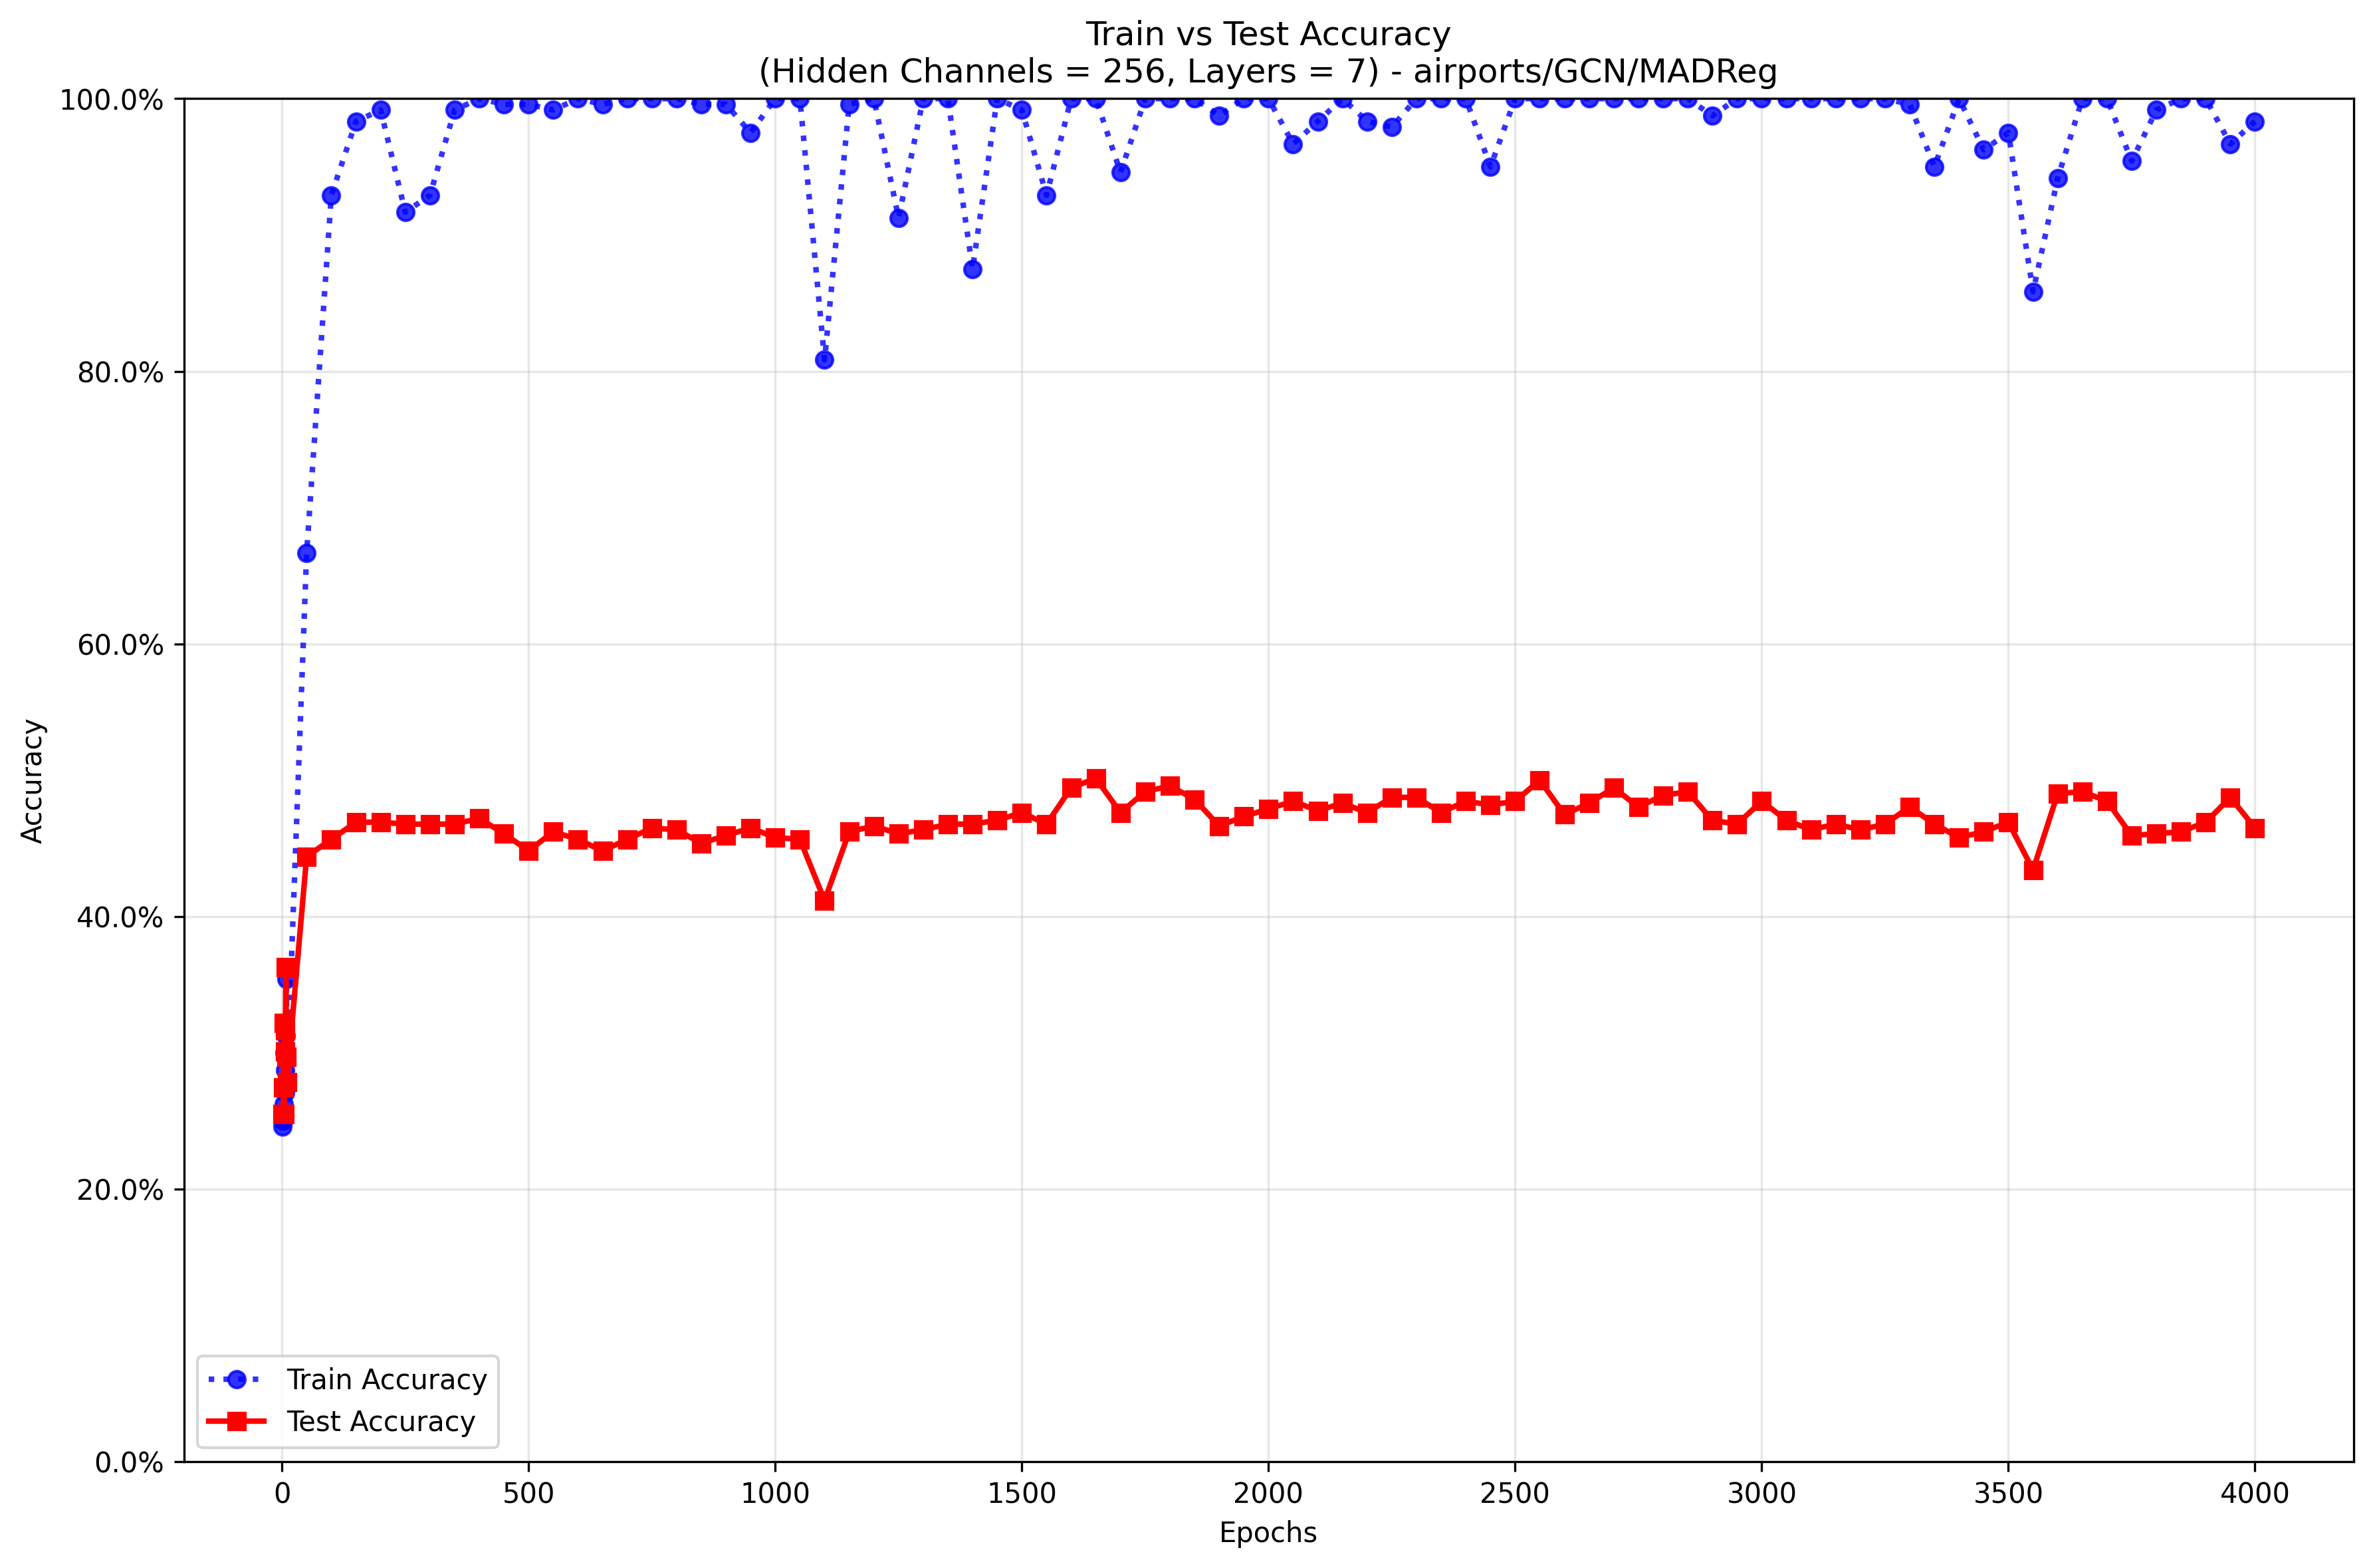 Train vs Test Accuracy
(Hidden Channels = 256, Layers = 7) - airports/GCN/MADReg
100.0%
80.0%
60.0%
40.0%
20.0%
0.0%
Accuracy
Train Accuracy
Test Accuracy
0 500 1000 1500 2000 2500 3000 3500 4000
Epochs